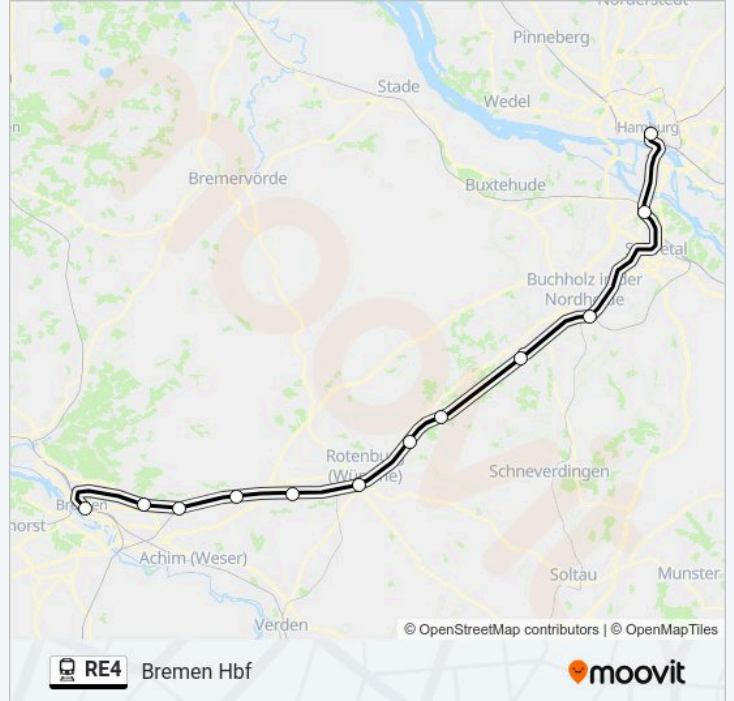 Norderstedt
Pinneberg
Stade
Wedel
Hamburg
Bremervörde
Buxtehude
Buchholz in der
Nordheide
Rotenburg
(Wümme)
Schneverdingen
Bremen
Achim (Weser)
Soltau
Munster
Verden
© OpenStreetMap contributors | © OpenMapTiles
RE4
Bremen Hbf
moovit